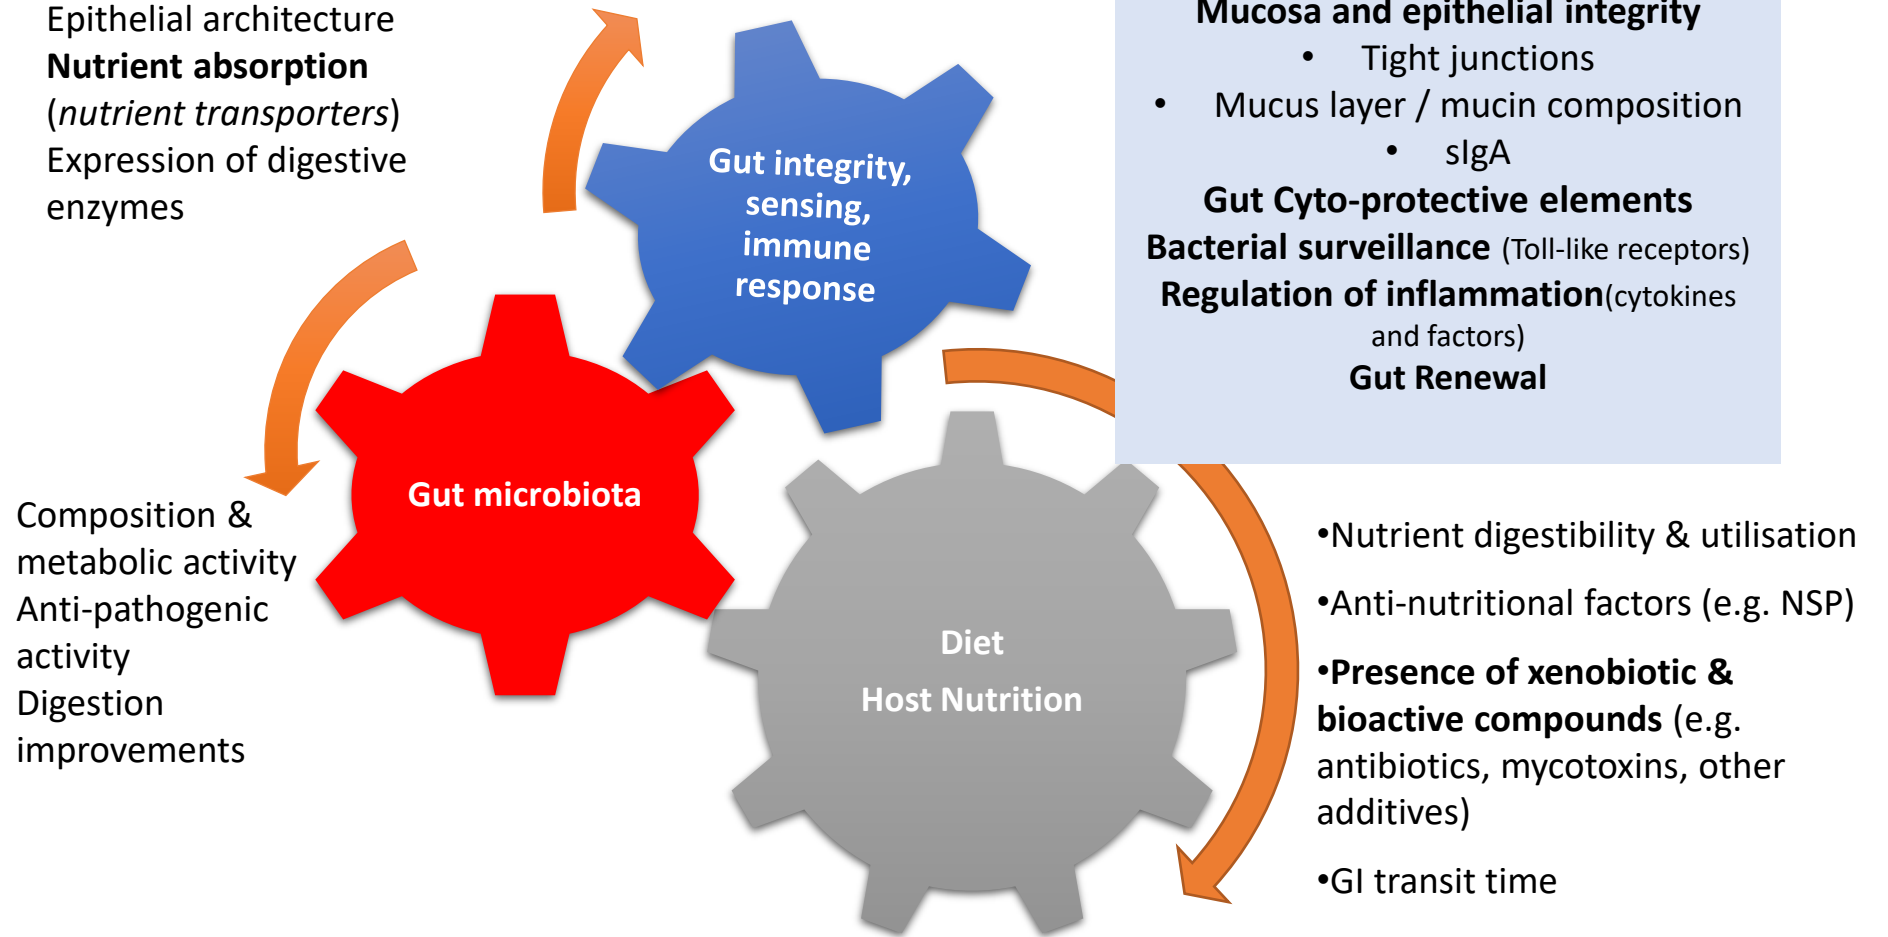 Epithelial architecture
Nutrient absorption
(nutrient transporters)
Expression of digestive
enzymes
Gut integrity,
sensing,
immune
response
Mucosa and epithelial integrity
• Tight junctions
• Mucus layer / mucin composition
• sIgA
Gut Cyto-protective elements
Bacterial surveillance (Toll-like receptors)
Regulation of inflammation(cytokines
and factors)
Gut Renewal
Gut microbiota
Composition &
metabolic activity
Anti-pathogenic
activity
Digestion
improvements
Diet
Host Nutrition
•Nutrient digestibility & utilisation
•Anti-nutritional factors (e.g. NSP)
•Presence of xenobiotic &
bioactive compounds (e.g.
antibiotics, mycotoxins, other
additives)
•GI transit time